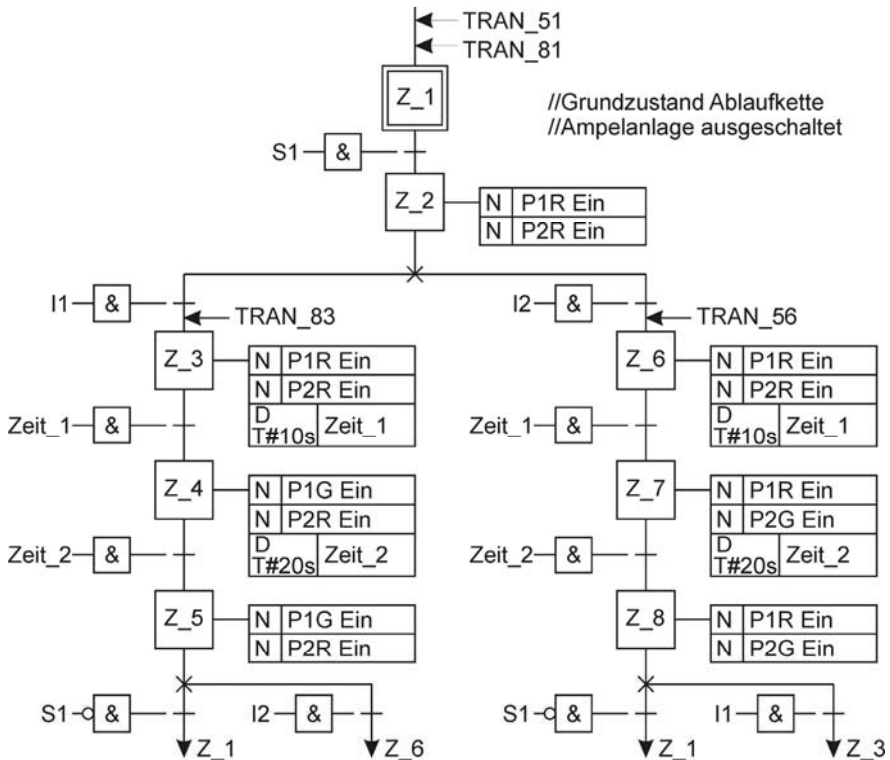 TRAN_51
TRAN_81
Z_1
//Grundzustand Ablaufkette
//Ampelanlage ausgeschaltet
S1 &
Z_2 N P1R Ein
N P2R Ein
I1 & I2 &
TRAN_83 TRAN_56
Z_3 N P1R Ein Z_6 N P1R Ein
N P2R Ein N P2R Ein
D T#10s Zeit_1 D T#10s Zeit_1
Zeit_1 & Zeit_1 &
Z_4 N P1G Ein Z_7 N P1R Ein
N P2R Ein N P2G Ein
D T#20s Zeit_2 D T#20s Zeit_2
Zeit_2 & Zeit_2 &
Z_5 N P1G Ein Z_8 N P1R Ein
N P2R Ein N P2G Ein
S1 & I2 & S1 & I1 &
Z_1 Z_6 Z_1 Z_3